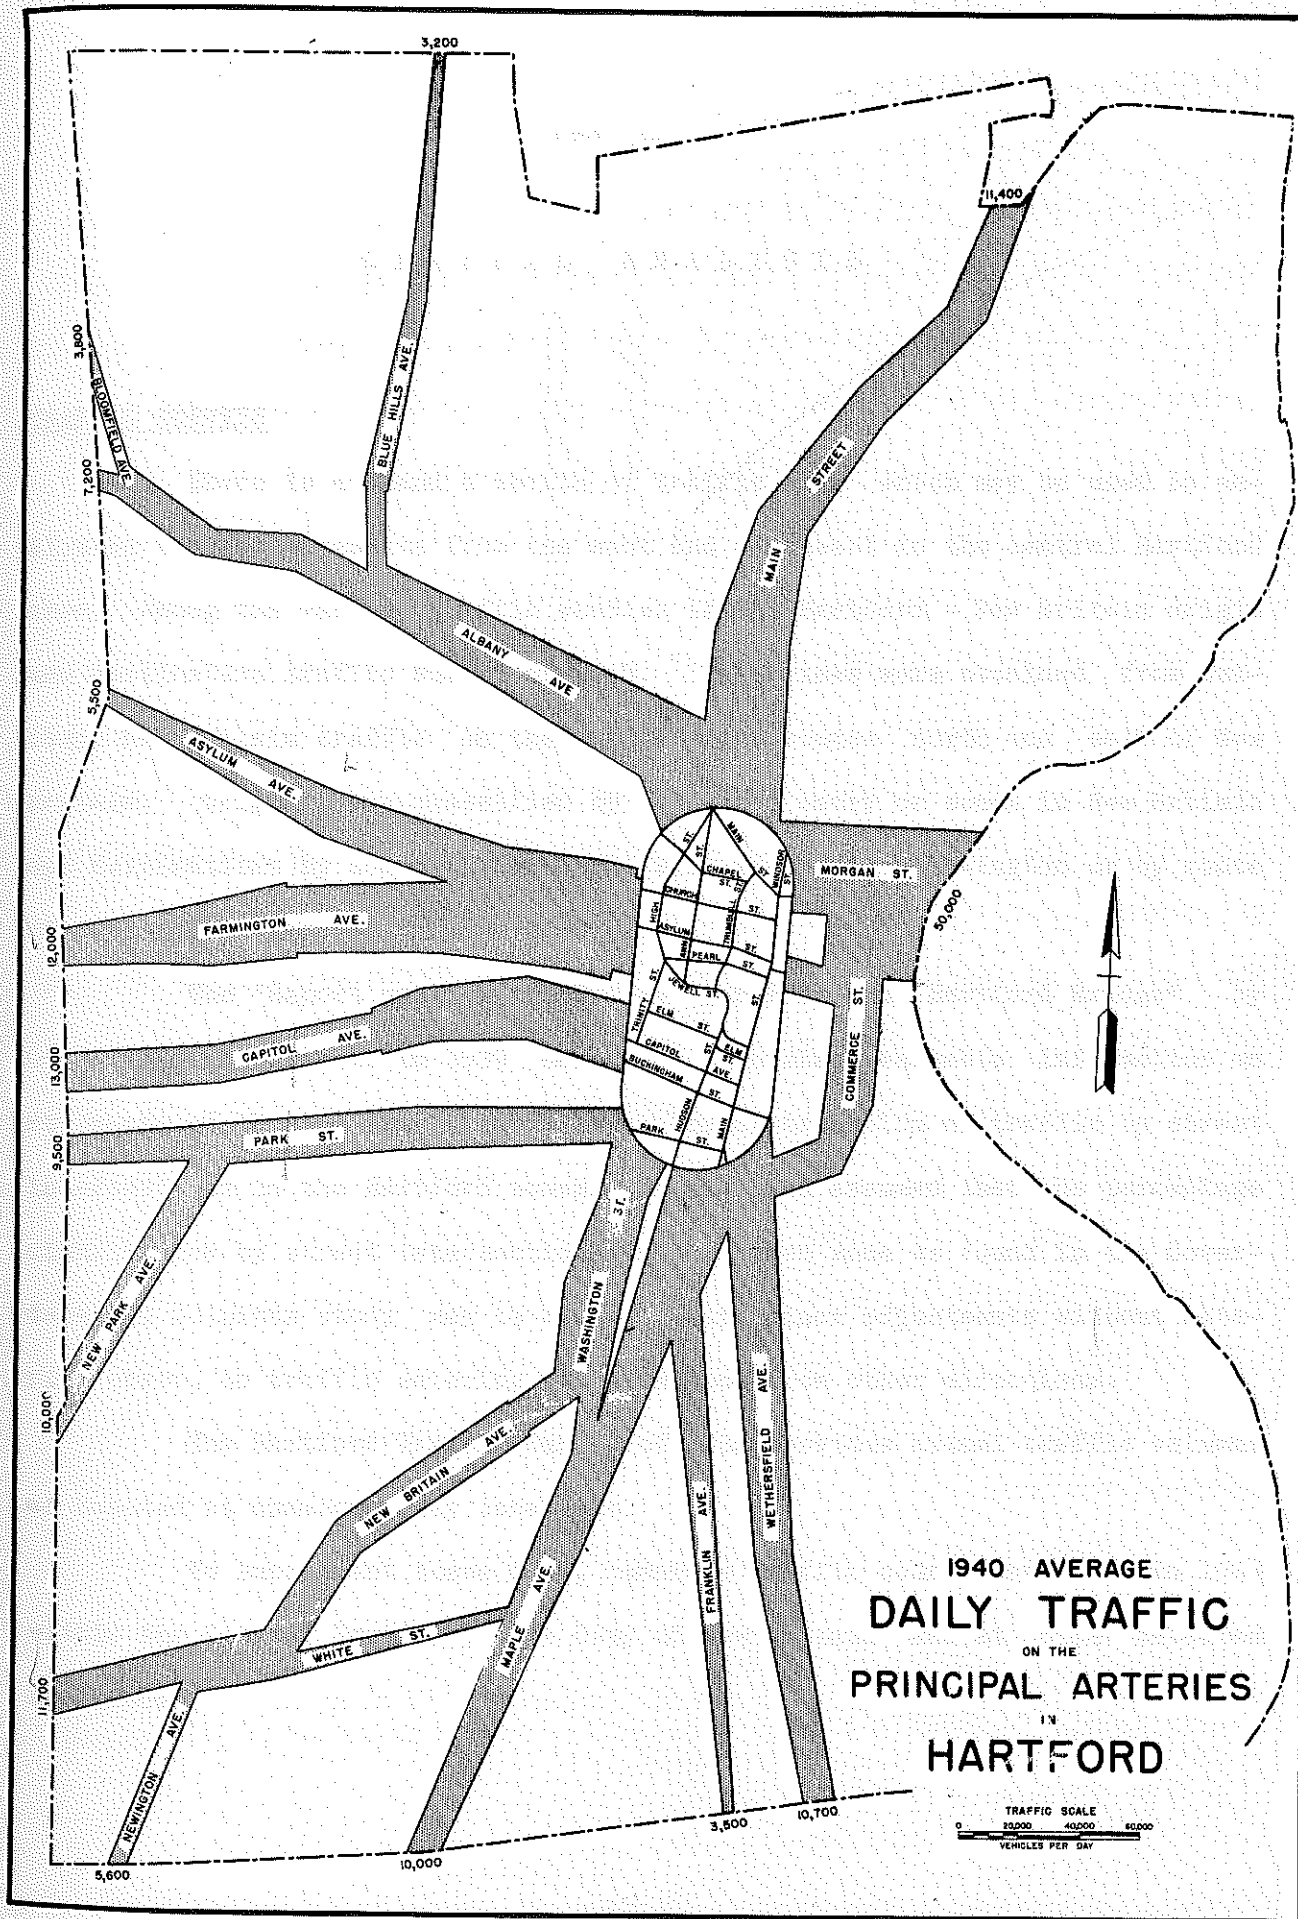 3,200
11,400
3,800
BLOOMFIELD AVE
BLUE HILLS AVE.
7,200
MAIN STREET
ALBANY AVE
5,500
ASYLUM AVE.
FARMINGTON AVE.
12,000
MORGAN ST.
50,000
ST.
MAIN ST
ST.
WINDSOR ST
CHAPEL ST.
CHURCH ST.
HIGH
TRUMBULL ST
ASYLUM ST.
ANN
PEARL ST.
JEWELL ST.
TRINITY ST.
ELM ST.
ST.
ELM ST.
CAPITOL AVE.
BUCKINGHAM ST.
HUDSON ST.
MAIN
PARK ST.
CAPITOL AVE.
13,000
COMMERCE ST.
PARK ST.
9,500
NEW PARK AVE.
10,000
WASHINGTON ST.
NEW BRITAIN AVE.
WETHERSFIELD AVE.
FRANKLIN AVE.
MAPLE AVE.
WHITE ST.
11,700
NEWINGTON AVE.
5,600
10,000
3,500
10,700
1940 AVERAGE
DAILY TRAFFIC
ON THE
PRINCIPAL ARTERIES
IN
HARTFORD
TRAFFIC SCALE
0 20,000 40,000 60,000
VEHICLES PER DAY